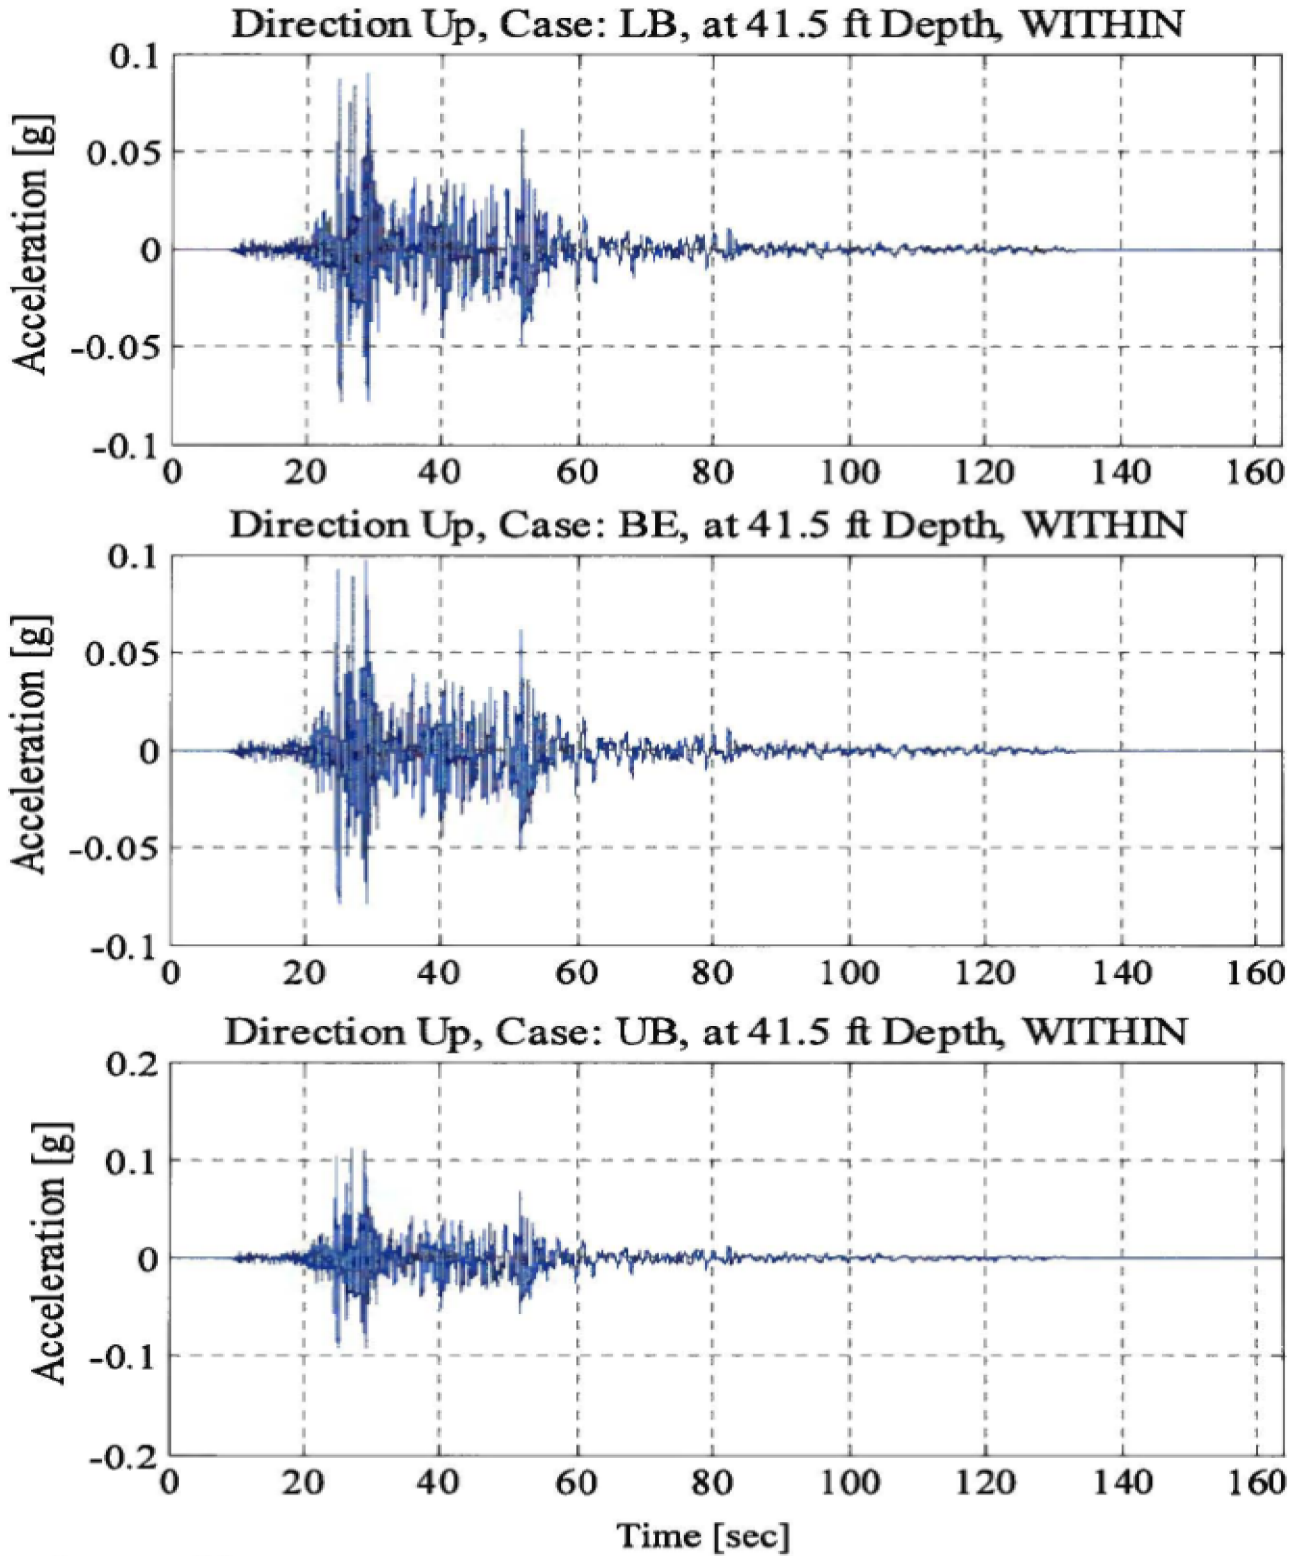 Direction Up, Case: LB, at 41.5 ft Depth, WITHIN
Acceleration [g]
0.1
0.05
0
-0.05
-0.1
0 20 40 60 80 100 120 140 160
Direction Up, Case: BE, at 41.5 ft Depth, WITHIN
Acceleration [g]
0.1
0.05
0
-0.05
-0.1
0 20 40 60 80 100 120 140 160
Direction Up, Case: UB, at 41.5 ft Depth, WITHIN
Acceleration [g]
0.2
0.1
0
-0.1
-0.2
0 20 40 60 80 100 120 140 160
Time [sec]